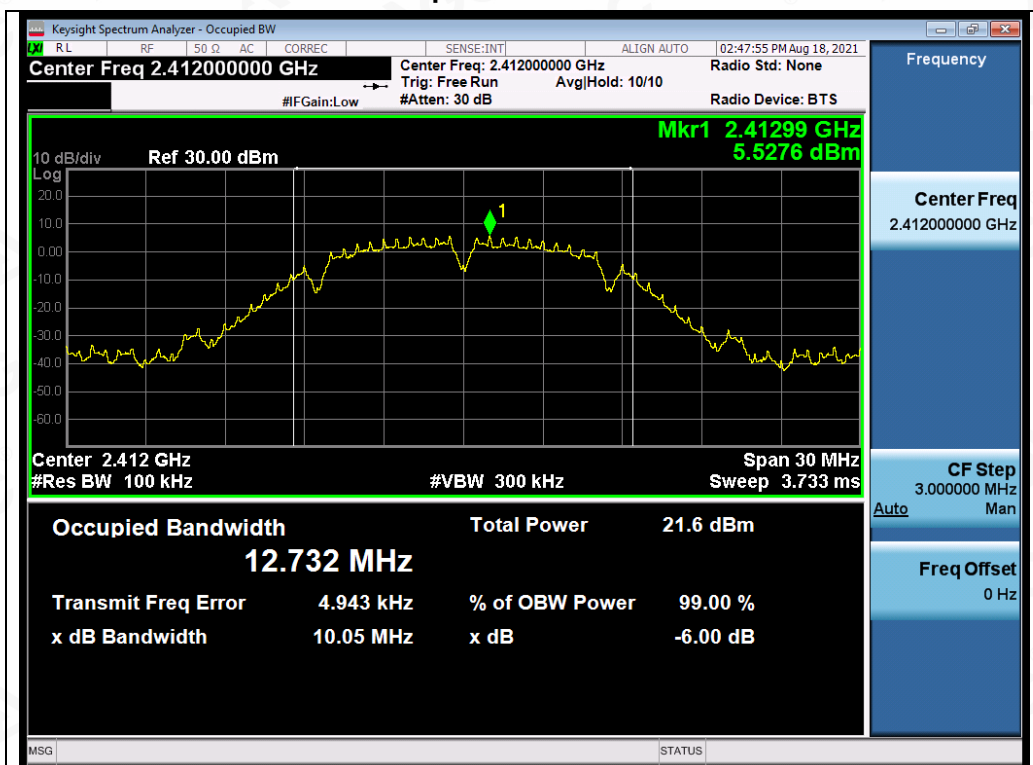 Keysight Spectrum Analyzer - Occupied BW
LXI RL RF 50 Ω AC CORREC SENSE:INT ALIGN AUTO 02:47:55 PM Aug 18, 2021
Center Freq 2.412000000 GHz
Center Freq: 2.412000000 GHz
Radio Std: None
Trig: Free Run Avg|Hold: 10/10
#IFGain:Low #Atten: 30 dB
Radio Device: BTS
Mkr1 2.41299 GHz
5.5276 dBm
10 dB/div Ref 30.00 dBm
Log
20.0
10.0
0.00
-10.0
-20.0
-30.0
-40.0
-50.0
-60.0
1
Center 2.412 GHz Span 30 MHz
#Res BW 100 kHz #VBW 300 kHz Sweep 3.733 ms
Occupied Bandwidth Total Power 21.6 dBm
12.732 MHz
Transmit Freq Error 4.943 kHz % of OBW Power 99.00 %
x dB Bandwidth 10.05 MHz x dB -6.00 dB
Frequency
Center Freq
2.412000000 GHz
CF Step
3.000000 MHz
Auto Man
Freq Offset
0 Hz
MSG STATUS